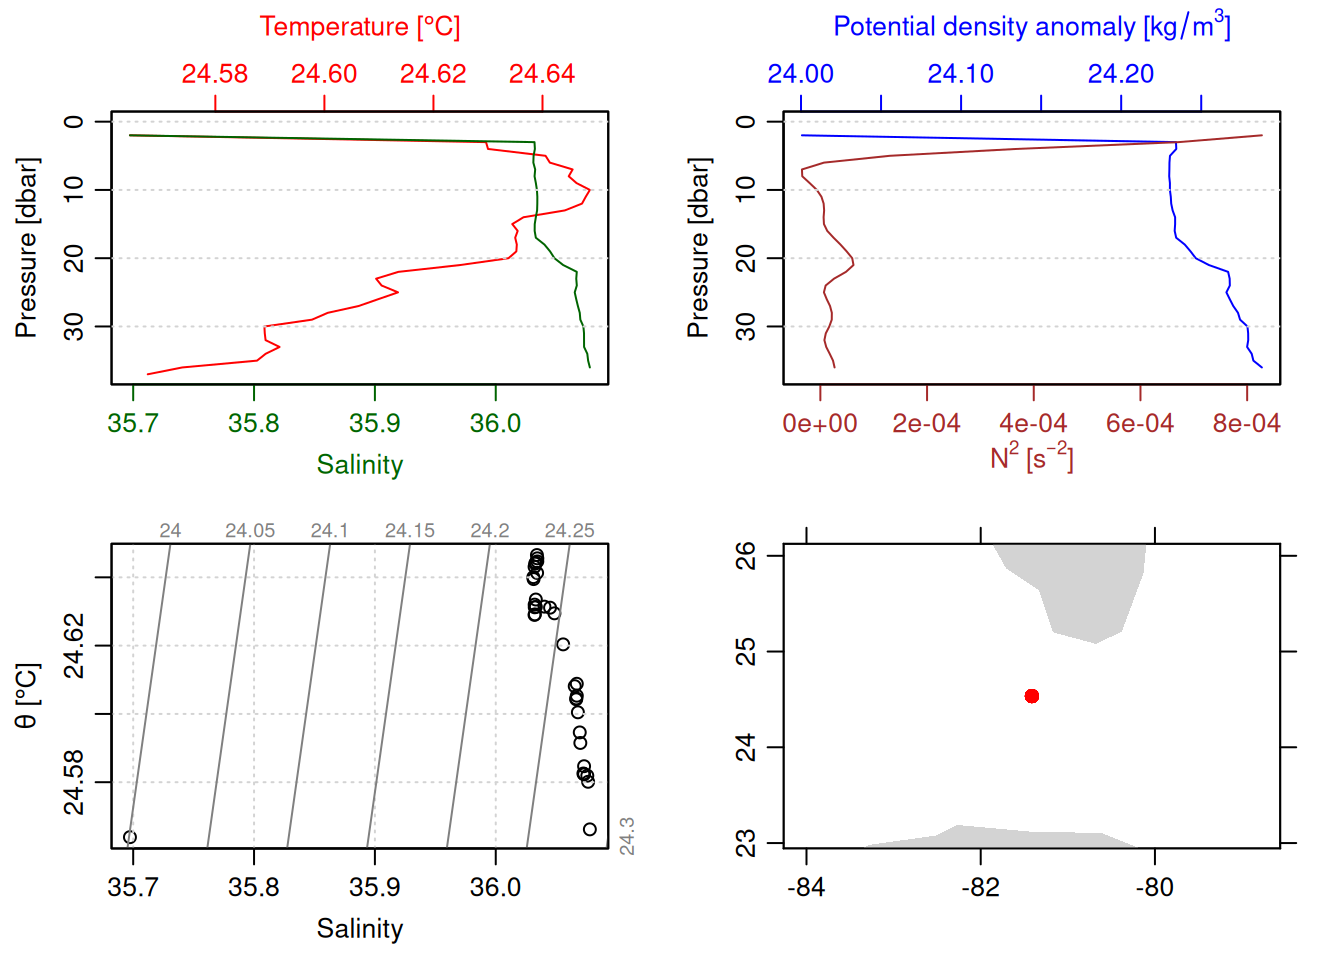 Temperature [°C]
24.58 24.60 24.62 24.64
0
10
20
30
Pressure [dbar]
35.7 35.8 35.9 36.0
Salinity
Potential density anomaly [kg/m³]
24.00 24.10 24.20
0
10
20
30
Pressure [dbar]
0e+00 2e-04 4e-04 6e-04 8e-04
N² [s⁻²]
24 24.05 24.1 24.15 24.2 24.25
24.62
24.58
θ [°C]
24.3
35.7 35.8 35.9 36.0
Salinity
26
25
24
23
-84 -82 -80